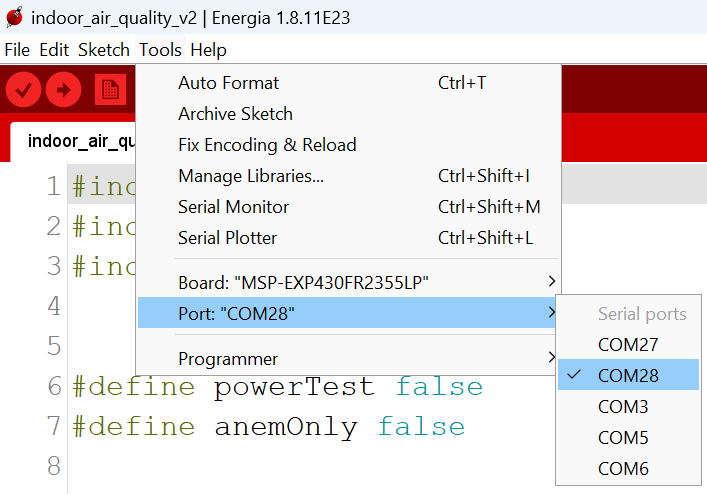 indoor_air_quality_v2 | Energia 1.8.11E23
File Edit Sketch Tools Help
Auto Format Ctrl+T
Archive Sketch
Fix Encoding & Reload
Manage Libraries... Ctrl+Shift+I
Serial Monitor Ctrl+Shift+M
Serial Plotter Ctrl+Shift+L
Board: "MSP-EXP430FR2355LP"
Port: "COM28"
Programmer
Serial ports
COM27
COM28
COM3
COM5
COM6
indoor_air_qu
1 #inc
2 #inc
3 #inc
4
5
6 #define powerTest false
7 #define anemOnly false
8